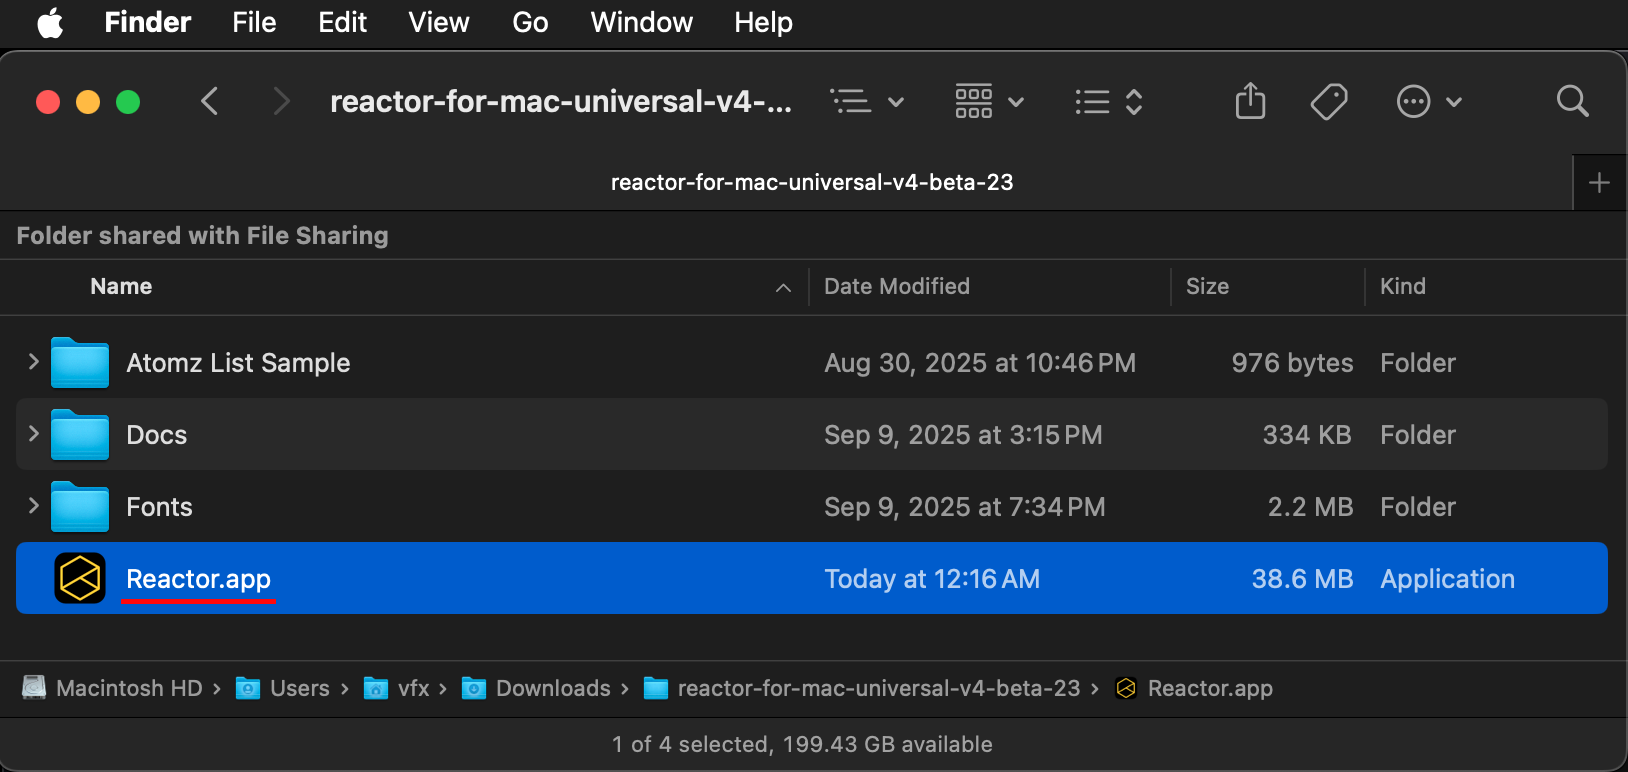 Finder File Edit View Go Window Help
reactor-for-mac-universal-v4-...
reactor-for-mac-universal-v4-beta-23
Folder shared with File Sharing
Name Date Modified Size Kind
Atomz List Sample Aug 30, 2025 at 10:46 PM 976 bytes Folder
Docs Sep 9, 2025 at 3:15 PM 334 KB Folder
Fonts Sep 9, 2025 at 7:34 PM 2.2 MB Folder
Reactor.app Today at 12:16 AM 38.6 MB Application
Macintosh HD › Users › vfx › Downloads › reactor-for-mac-universal-v4-beta-23 › Reactor.app
1 of 4 selected, 199.43 GB available